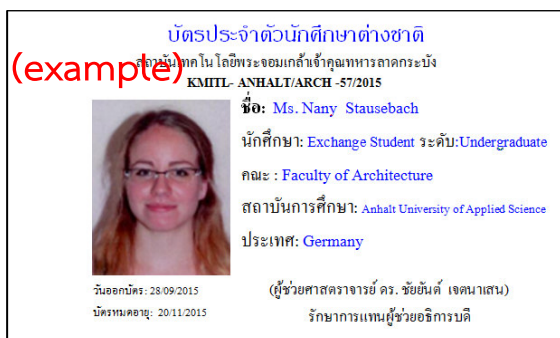 บัตรประจำตัวนักศึกษาต่างชาติ
สถาบันเทคโนโลยีพระจอมเกล้าเจ้าคุณทหารลาดกระบัง
(example)
KMITL- ANHALT/ARCH -57/2015
ชื่อ: Ms. Nany Stausebach
นักศึกษา: Exchange Student ระดับ:Undergraduate
คณะ : Faculty of Architecture
สถาบันการศึกษา: Anhalt University of Applied Science
ประเทศ: Germany
วันออกบัตร: 28/09/2015
บัตรหมดอายุ: 20/11/2015
(ผู้ช่วยศาสตราจารย์ ดร. ชัยยันต์ เจตนาเสน)
รักษาการแทนผู้ช่วยอธิการบดี